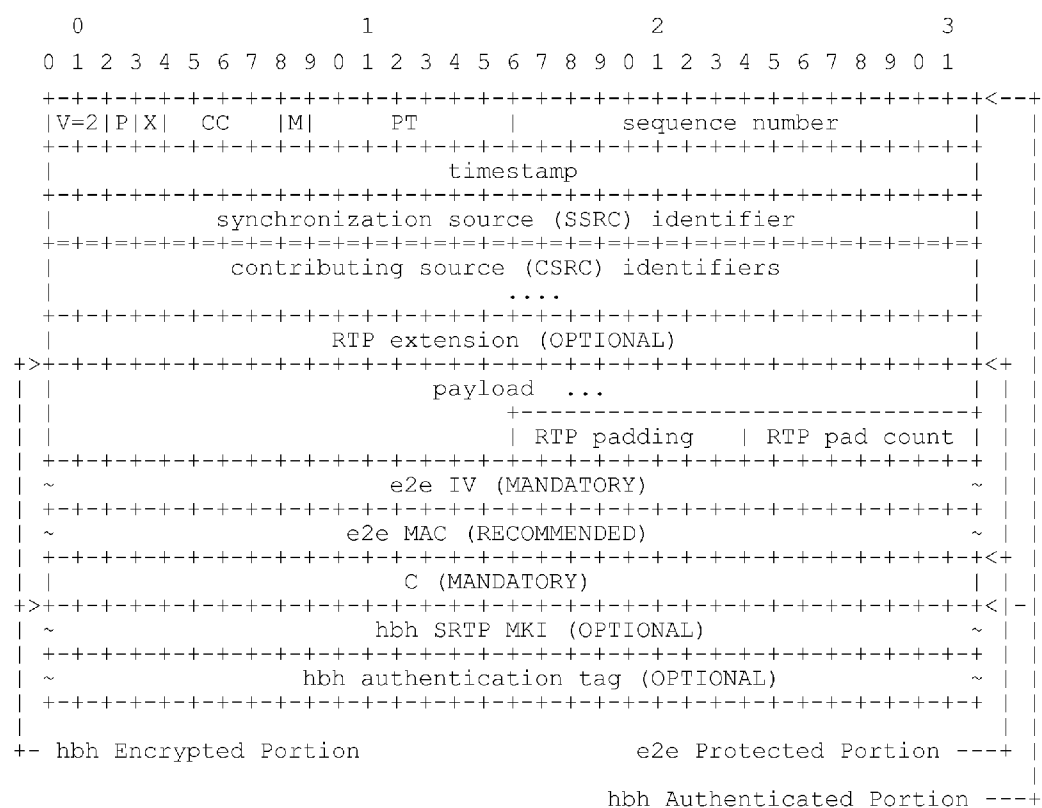 0 1 2 3
0 1 2 3 4 5 6 7 8 9 0 1 2 3 4 5 6 7 8 9 0 1 2 3 4 5 6 7 8 9 0 1
+-+-+-+-+-+-+-+-+-+-+-+-+-+-+-+-+-+-+-+-+-+-+-+-+-+-+-+-+-+-+-+-+<--+
|V=2|P|X| CC |M| PT | sequence number | |
+-+-+-+-+-+-+-+-+-+-+-+-+-+-+-+-+-+-+-+-+-+-+-+-+-+-+-+-+-+-+-+-+ |
| timestamp | |
+-+-+-+-+-+-+-+-+-+-+-+-+-+-+-+-+-+-+-+-+-+-+-+-+-+-+-+-+-+-+-+-+ |
| synchronization source (SSRC) identifier | |
+=+=+=+=+=+=+=+=+=+=+=+=+=+=+=+=+=+=+=+=+=+=+=+=+=+=+=+=+=+=+=+=+ |
| contributing source (CSRC) identifiers | |
| .... | |
+-+-+-+-+-+-+-+-+-+-+-+-+-+-+-+-+-+-+-+-+-+-+-+-+-+-+-+-+-+-+-+-+ |
| RTP extension (OPTIONAL) | |
+>+-+-+-+-+-+-+-+-+-+-+-+-+-+-+-+-+-+-+-+-+-+-+-+-+-+-+-+-+-+-+-+-+<+ |
| | payload ... | | |
| | +-------------------------------+ | |
| | | RTP padding | RTP pad count | | |
| +-+-+-+-+-+-+-+-+-+-+-+-+-+-+-+-+-+-+-+-+-+-+-+-+-+-+-+-+-+-+-+-+ | |
| ~ e2e IV (MANDATORY) ~ | |
| +-+-+-+-+-+-+-+-+-+-+-+-+-+-+-+-+-+-+-+-+-+-+-+-+-+-+-+-+-+-+-+-+ | |
| ~ e2e MAC (RECOMMENDED) ~ | |
| +-+-+-+-+-+-+-+-+-+-+-+-+-+-+-+-+-+-+-+-+-+-+-+-+-+-+-+-+-+-+-+-+<+ |
| | C (MANDATORY) | | |
+>+-+-+-+-+-+-+-+-+-+-+-+-+-+-+-+-+-+-+-+-+-+-+-+-+-+-+-+-+-+-+-+-+<|-|
| ~ hbh SRTP MKI (OPTIONAL) ~ | |
| +-+-+-+-+-+-+-+-+-+-+-+-+-+-+-+-+-+-+-+-+-+-+-+-+-+-+-+-+-+-+-+-+ | |
| ~ hbh authentication tag (OPTIONAL) ~ | |
| +-+-+-+-+-+-+-+-+-+-+-+-+-+-+-+-+-+-+-+-+-+-+-+-+-+-+-+-+-+-+-+-+ | |
| | |
+- hbh Encrypted Portion e2e Protected Portion ---+ |
|
hbh Authenticated Portion ---+